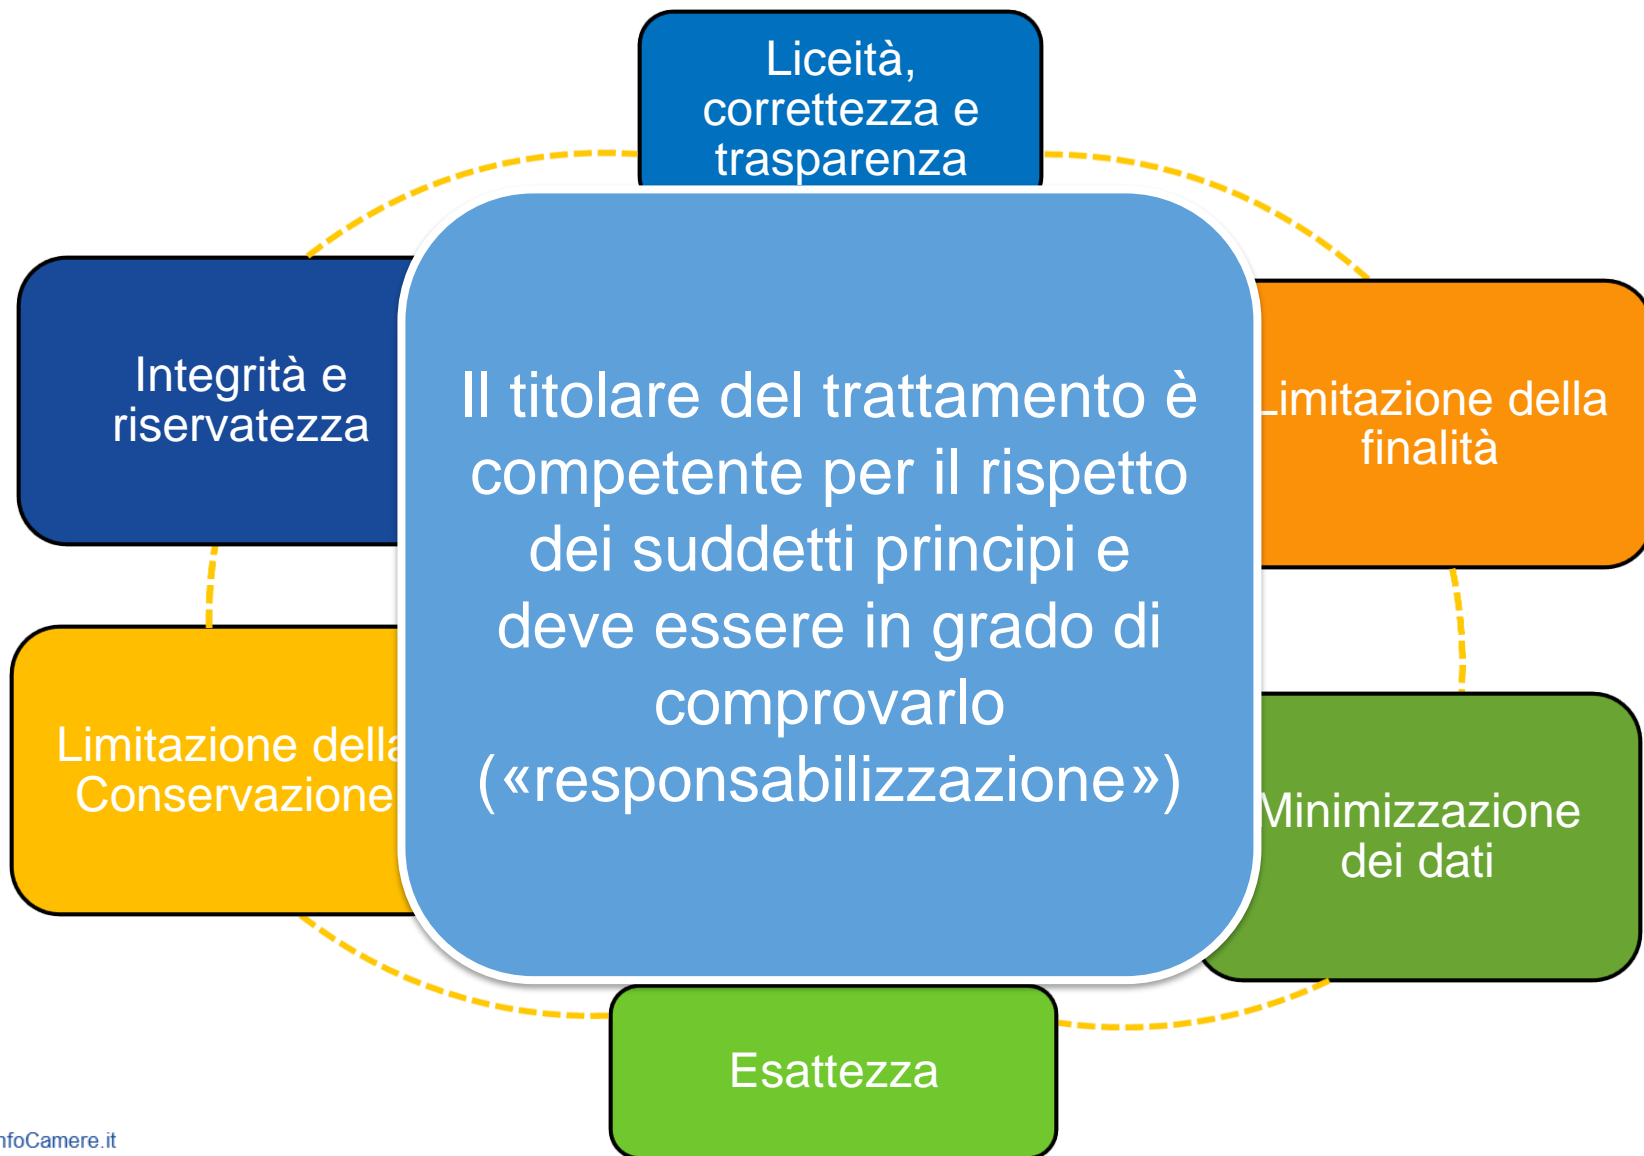 Liceità,
correttezza e
trasparenza
Integrità e
riservatezza
Il titolare del trattamento è
competente per il rispetto
dei suddetti principi e
deve essere in grado di
comprovarlo
(«responsabilizzazione»)
Limitazione della
finalità
Limitazione della
Conservazione
Minimizzazione
dei dati
Esattezza
nfoCamere.it